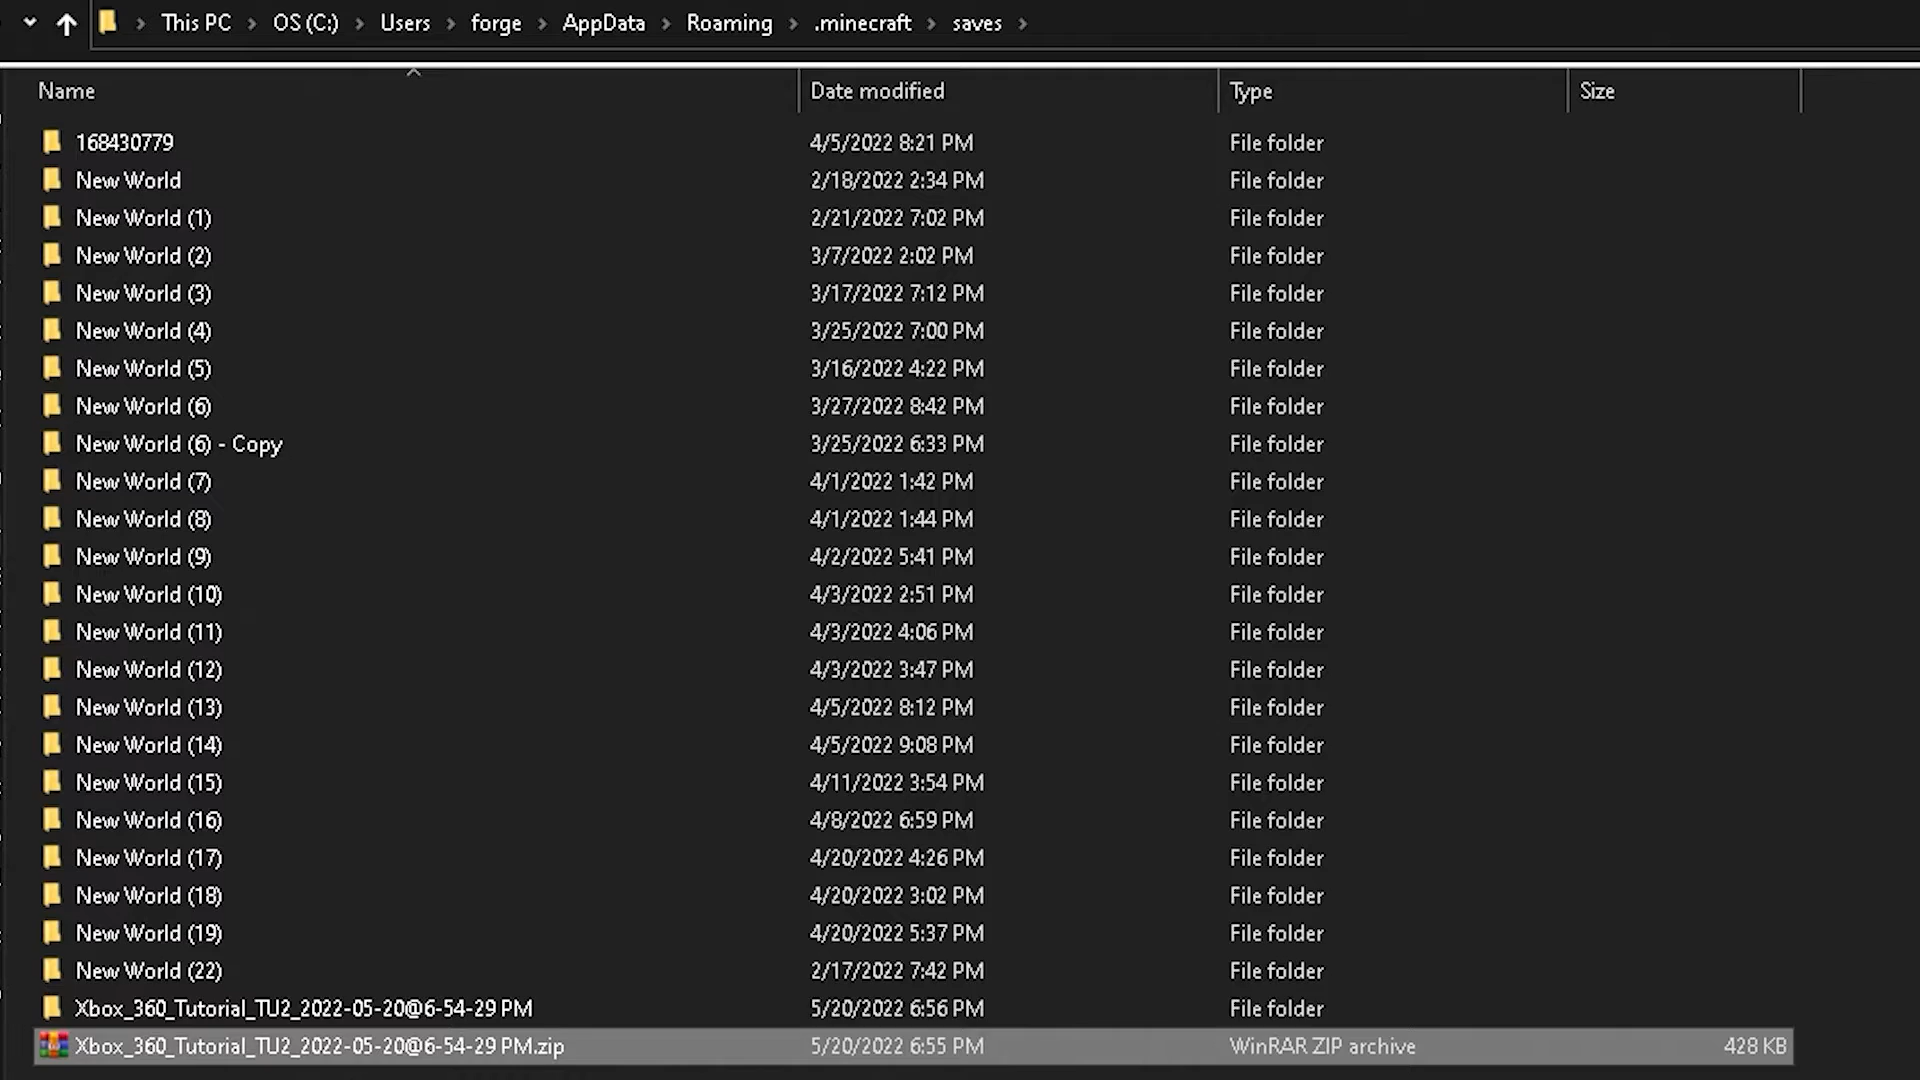 This PC > OS (C:) > Users > forge > AppData > Roaming > .minecraft > saves >
Name Date modified Type Size
168430779 4/5/2022 8:21 PM File folder
New World 2/18/2022 2:34 PM File folder
New World (1) 2/21/2022 7:02 PM File folder
New World (2) 3/7/2022 2:02 PM File folder
New World (3) 3/17/2022 7:12 PM File folder
New World (4) 3/25/2022 7:00 PM File folder
New World (5) 3/16/2022 4:22 PM File folder
New World (6) 3/27/2022 8:42 PM File folder
New World (6) - Copy 3/25/2022 6:33 PM File folder
New World (7) 4/1/2022 1:42 PM File folder
New World (8) 4/1/2022 1:44 PM File folder
New World (9) 4/2/2022 5:41 PM File folder
New World (10) 4/3/2022 2:51 PM File folder
New World (11) 4/3/2022 4:06 PM File folder
New World (12) 4/3/2022 3:47 PM File folder
New World (13) 4/5/2022 8:12 PM File folder
New World (14) 4/5/2022 9:08 PM File folder
New World (15) 4/11/2022 3:54 PM File folder
New World (16) 4/8/2022 6:59 PM File folder
New World (17) 4/20/2022 4:26 PM File folder
New World (18) 4/20/2022 3:02 PM File folder
New World (19) 4/20/2022 5:37 PM File folder
New World (22) 2/17/2022 7:42 PM File folder
Xbox_360_Tutorial_TU2_2022-05-20@6-54-29 PM 5/20/2022 6:56 PM File folder
Xbox_360_Tutorial_TU2_2022-05-20@6-54-29 PM.zip 5/20/2022 6:55 PM WinRAR ZIP archive 428 KB